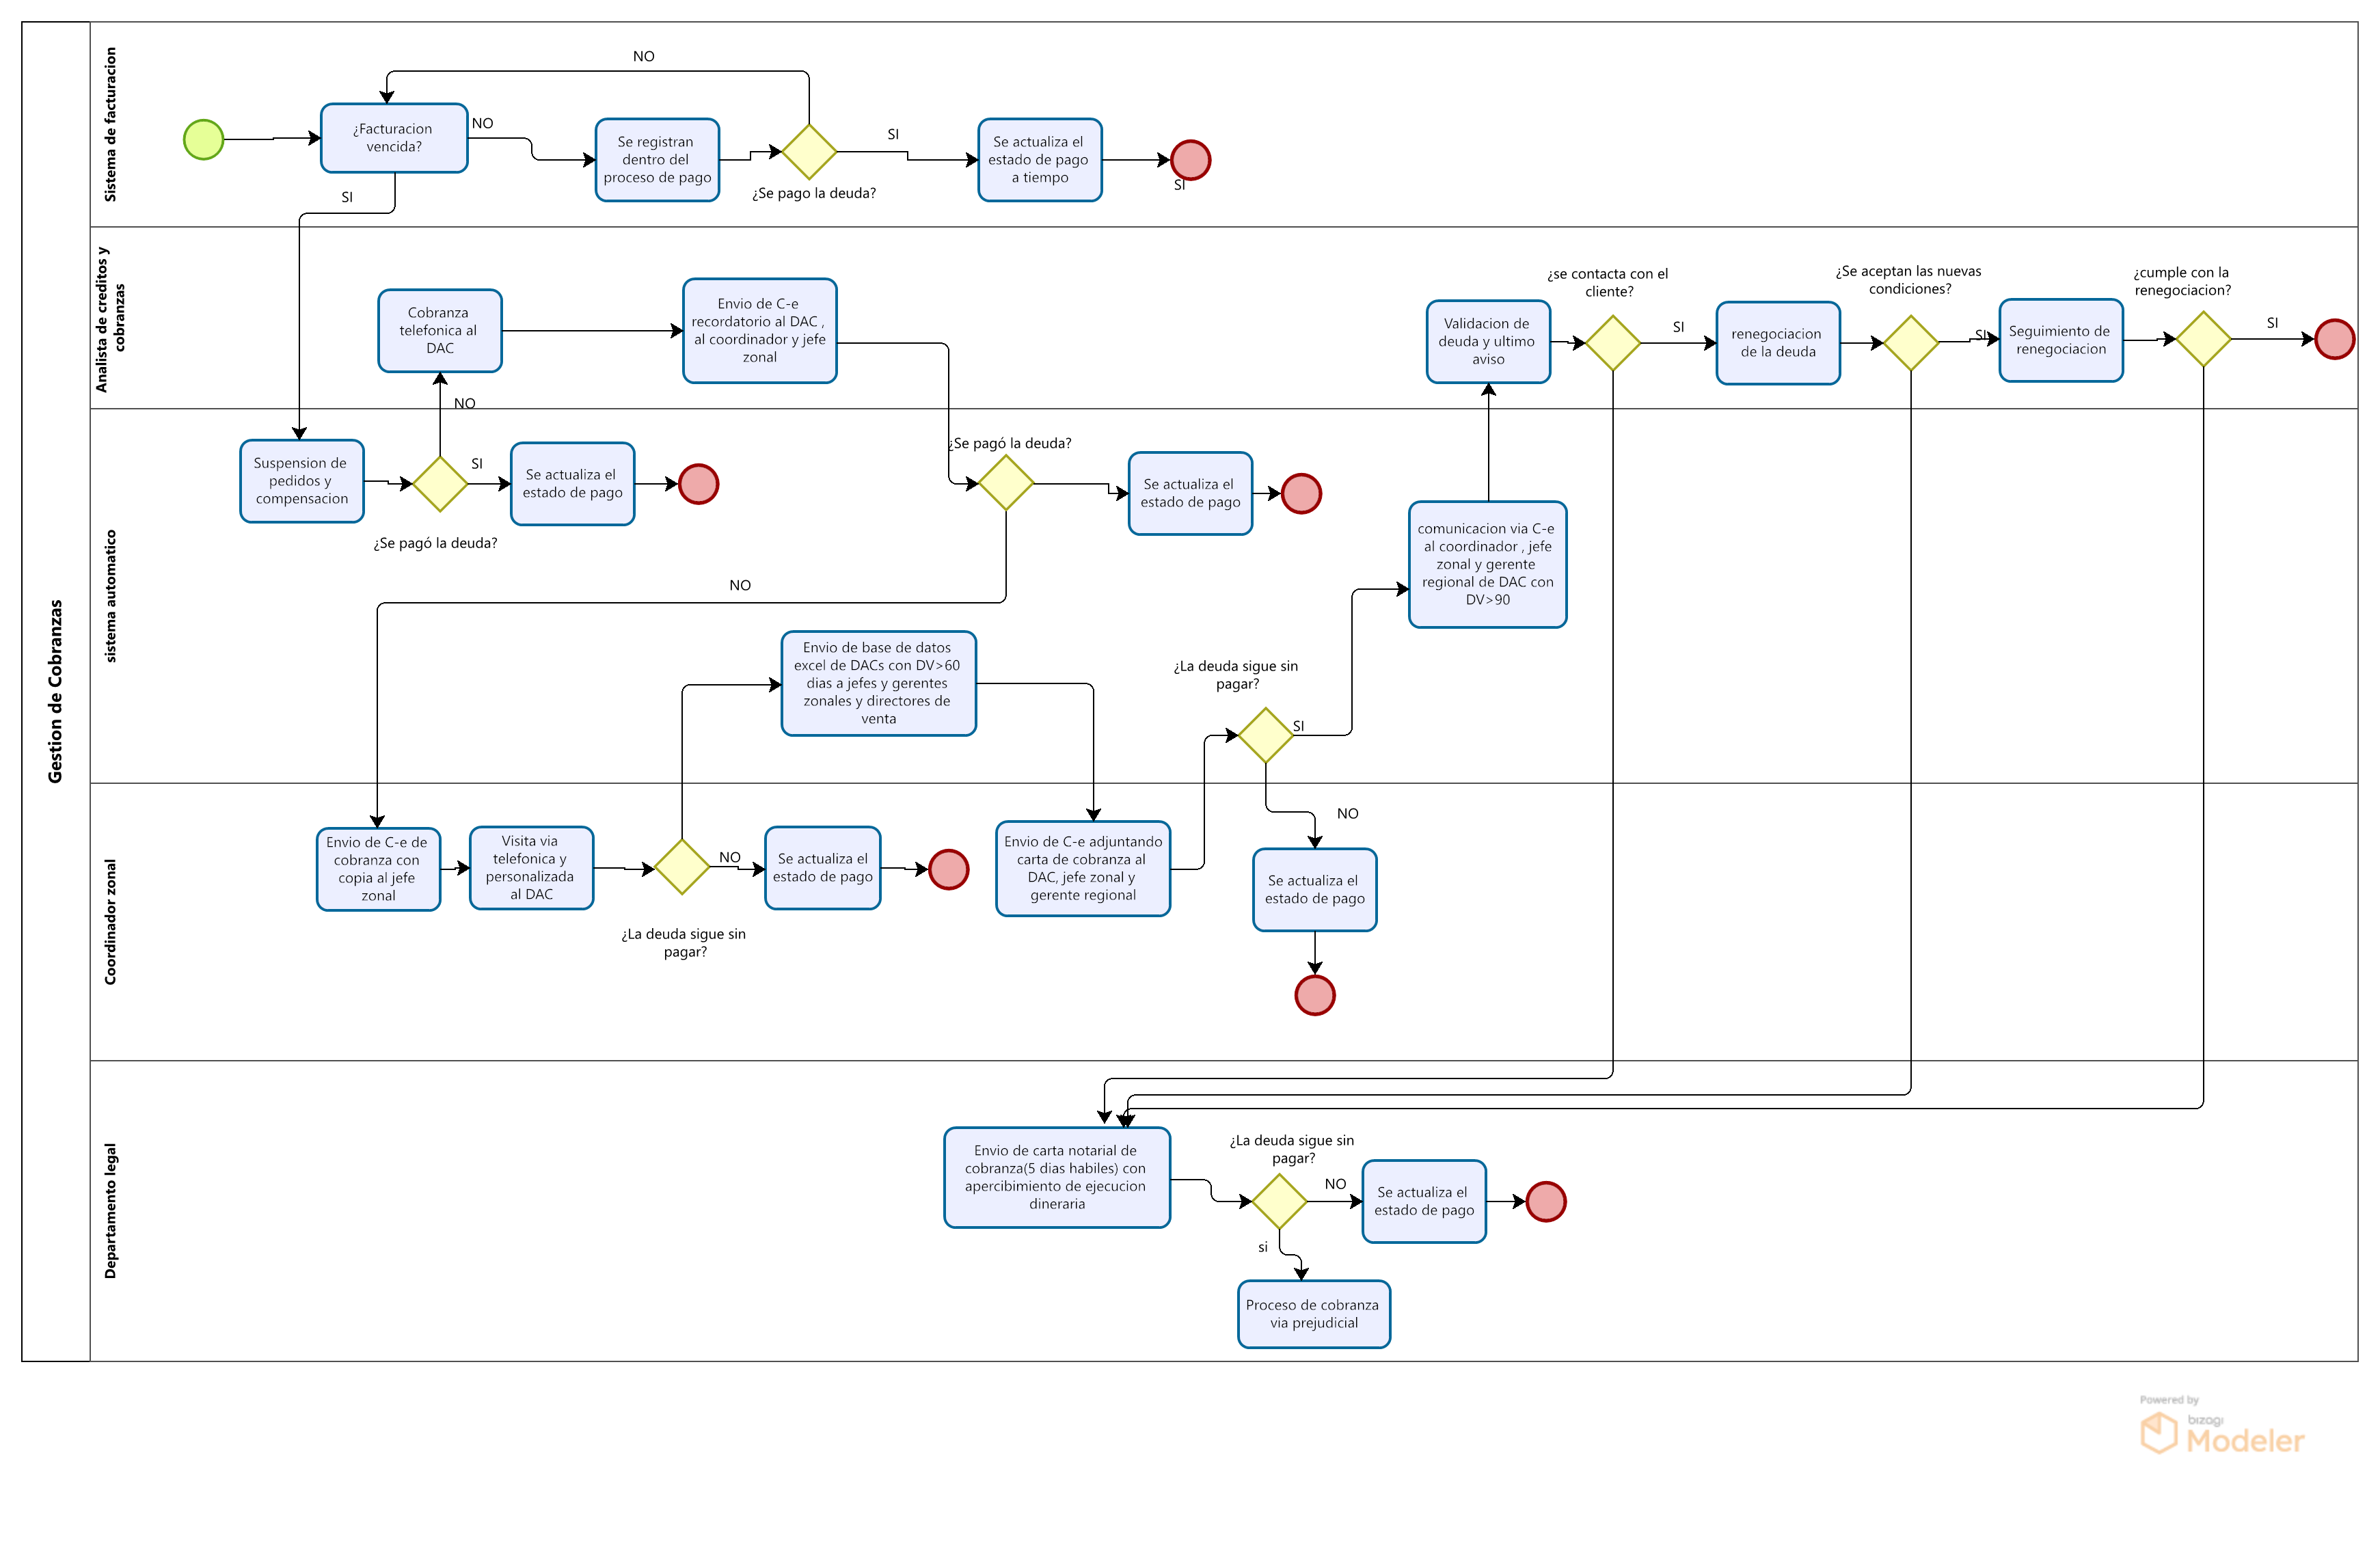 Gestion de Cobranzas
Sistema de facturacion
NO
¿Facturacion
vencida?
NO
SI
Se registran
dentro del
proceso de pago
¿Se pago la deuda?
SI
Se actualiza el
estado de pago
a tiempo
SI
Analista de creditos y
cobranzas
Cobranza
telefonica al
DAC
Envio de C-e
recordatorio al DAC ,
al coordinador y jefe
zonal
Validacion de
deuda y ultimo
aviso
¿se contacta con el
cliente?
SI
renegociacion
de la deuda
¿Se aceptan las nuevas
condiciones?
SI
Seguimiento de
renegociacion
¿cumple con la
renegociacion?
SI
NO
sistema automatico
Suspension de
pedidos y
compensacion
¿Se pagó la deuda?
SI
Se actualiza el
estado de pago
¿Se pagó la deuda?
Se actualiza el
estado de pago
NO
comunicacion via C-e
al coordinador , jefe
zonal y gerente
regional de DAC con
DV>90
Envio de base de datos
excel de DACs con DV>60
dias a jefes y gerentes
zonales y directores de
venta
¿La deuda sigue sin
pagar?
SI
Coordinador zonal
Envio de C-e de
cobranza con
copia al jefe
zonal
Visita via
telefonica y
personalizada
al DAC
¿La deuda sigue sin
pagar?
NO
Se actualiza el
estado de pago
Envio de C-e adjuntando
carta de cobranza al
DAC, jefe zonal y
gerente regional
NO
Se actualiza el
estado de pago
Departamento legal
Envio de carta notarial de
cobranza(5 dias habiles) con
apercibimiento de ejecucion
dineraria
¿La deuda sigue sin
pagar?
NO
Se actualiza el
estado de pago
si
Proceso de cobranza
via prejudicial
Powered by
bizagi
Modeler